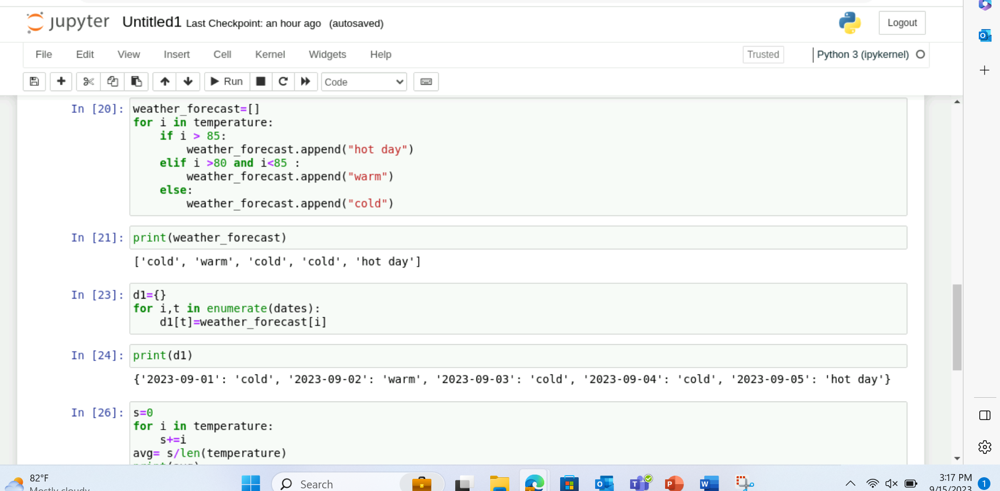 jupyter Untitled1 Last Checkpoint: an hour ago (autosaved) Logout
File Edit View Insert Cell Kernel Widgets Help Trusted Python 3 (ipykernel)
Run Code
In [20]: weather_forecast=[]
for i in temperature:
    if i > 85:
        weather_forecast.append("hot day")
    elif i >80 and i<85 :
        weather_forecast.append("warm")
    else:
        weather_forecast.append("cold")
In [21]: print(weather_forecast)
['cold', 'warm', 'cold', 'cold', 'hot day']
In [23]: d1={}
for i,t in enumerate(dates):
    d1[t]=weather_forecast[i]
In [24]: print(d1)
{'2023-09-01': 'cold', '2023-09-02': 'warm', '2023-09-03': 'cold', '2023-09-04': 'cold', '2023-09-05': 'hot day'}
In [26]: s=0
for i in temperature:
    s+=i
avg= s/len(temperature)
82°F
Mostly cloudy
Search
3:17 PM
9/15/2023
1